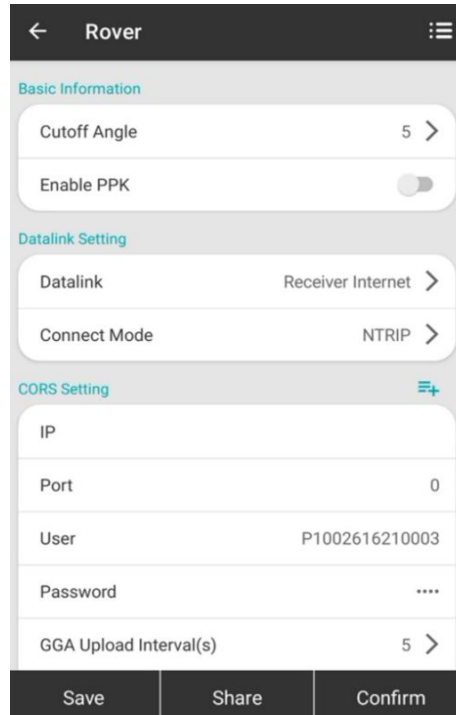 Rover
Basic Information
Cutoff Angle 5
Enable PPK
Datalink Setting
Datalink Receiver Internet
Connect Mode NTRIP
CORS Setting
IP
Port 0
User P1002616210003
Password ••••
GGA Upload Interval(s) 5
Save Share Confirm